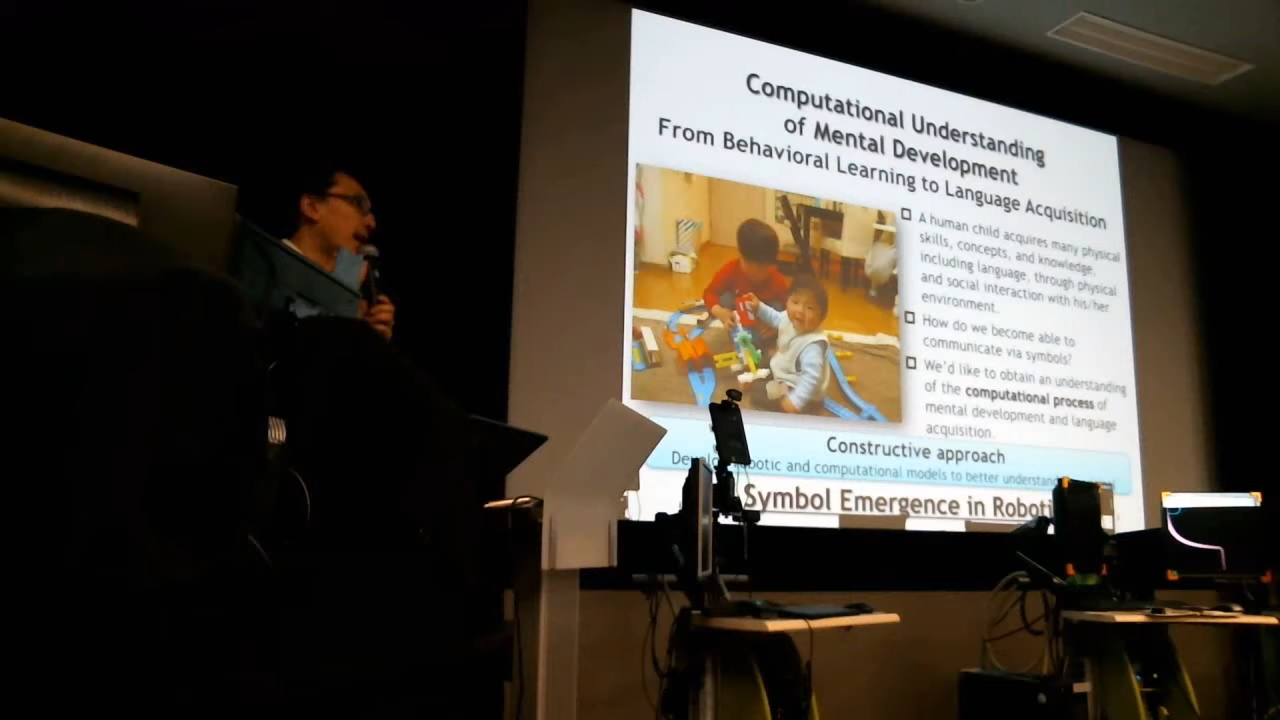 Computational Understanding
of Mental Development
From Behavioral Learning to Language Acquisition
A human child acquires many physical
skills, concepts, and knowledge,
including language, through physical
and social interaction with his/her
environment.
How do we become able to
communicate via symbols?
We'd like to obtain an understanding
of the computational process of
mental development and language
acquisition.
Constructive approach
robotic and computational models to better understand
Symbol Emergence in